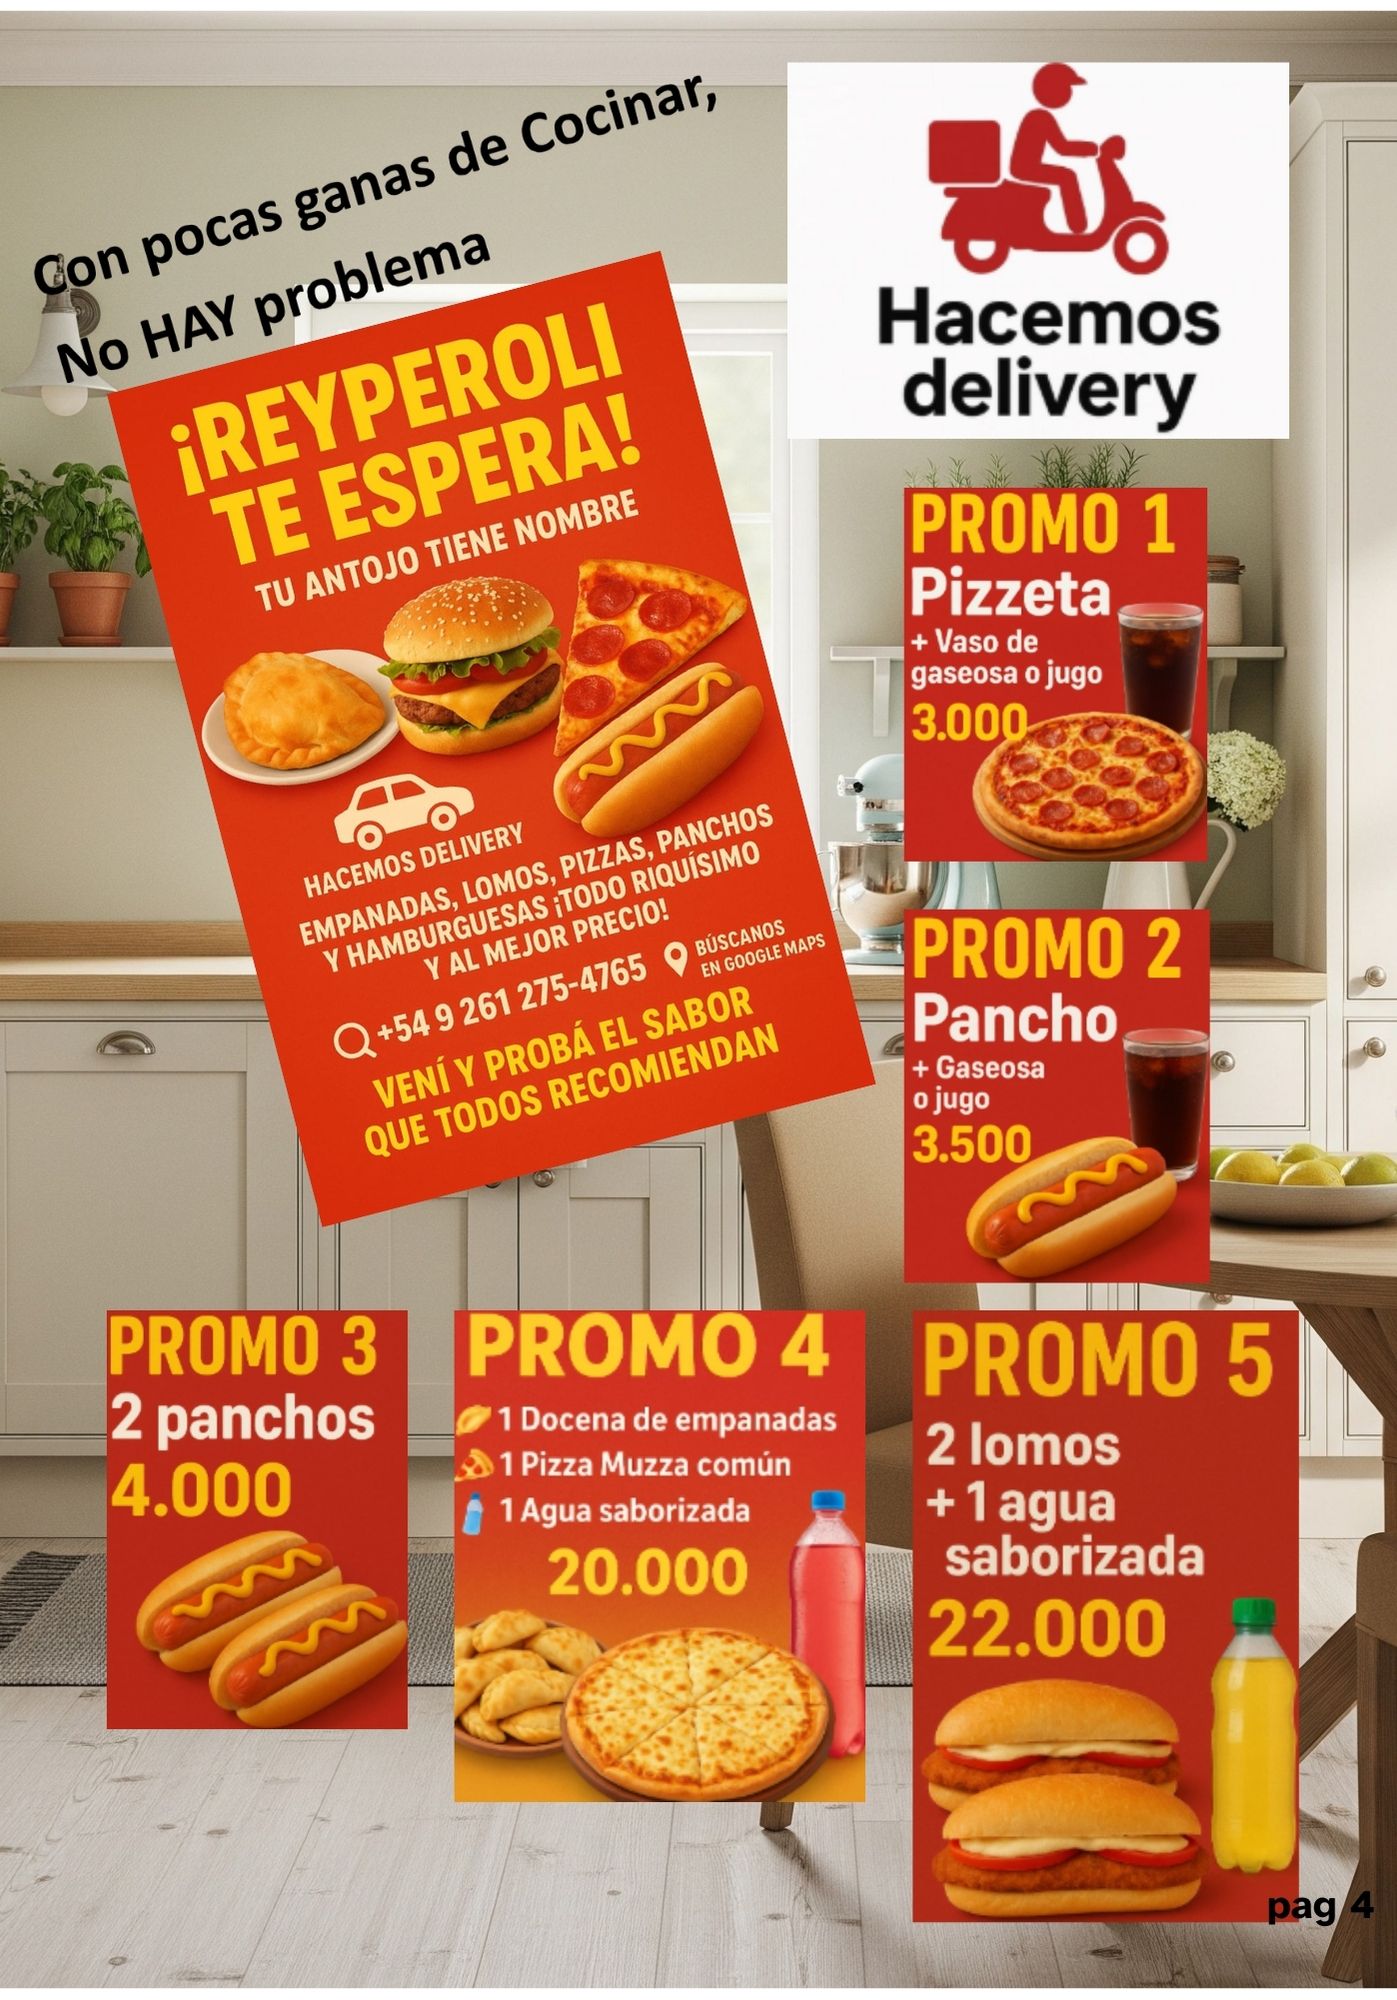 Con pocas ganas de Cocinar,
No HAY problema
Hacemos
delivery
¡REYPEROLI
TE ESPERA!
TU ANTOJO TIENE NOMBRE
HACEMOS DELIVERY
EMPANADAS, LOMOS, PIZZAS, PANCHOS
Y HAMBURGUESAS ¡TODO RIQUÍSIMO
Y AL MEJOR PRECIO!
+54 9 261 275-4765
BÚSCANOS
EN GOOGLE MAPS
VENÍ Y PROBÁ EL SABOR
QUE TODOS RECOMIENDAN
PROMO 1
Pizzeta
+ Vaso de
gaseosa o jugo
3.000
PROMO 2
Pancho
+ Gaseosa
o jugo
3.500
PROMO 3
2 panchos
4.000
PROMO 4
1 Docena de empanadas
1 Pizza Muzza común
1 Agua saborizada
20.000
PROMO 5
2 lomos
+ 1 agua
saborizada
22.000
pag 4